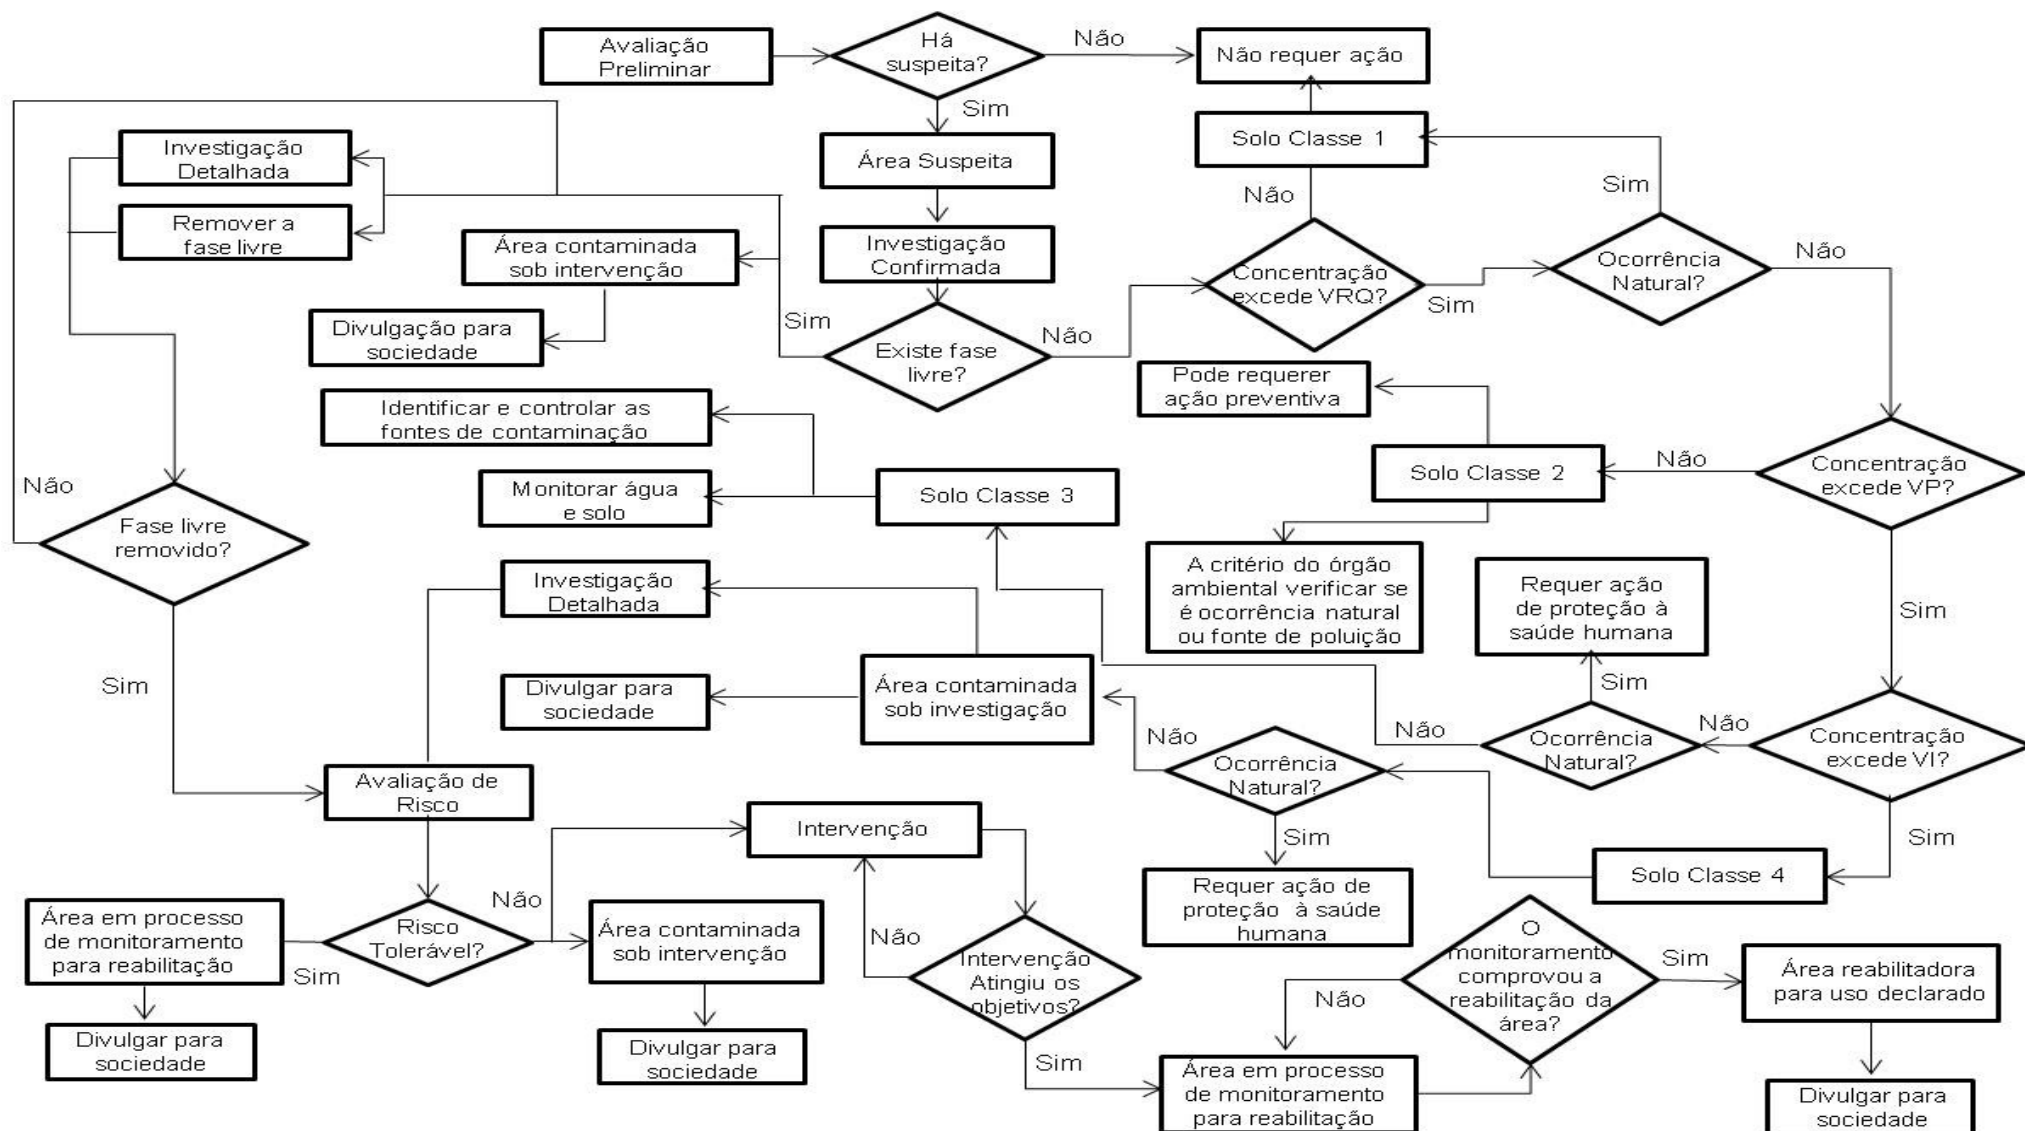 Avaliação
Preliminar
Há
suspeita?
Não
Não requer ação
Sim
Solo Classe 1
Investigação
Detalhada
Área Suspeita
Não
Sim
Remover a
fase livre
Área contaminada
sob intervenção
Investigação
Confirmada
Concentração
excede VRQ?
Sim
Ocorrência
Natural?
Não
Divulgação para
sociedade
Sim
Existe fase
livre?
Não
Pode requerer
ação preventiva
Identificar e controlar as
fontes de contaminação
Solo Classe 2
Não
Concentração
excede VP?
Não
Monitorar água
e solo
Solo Classe 3
Fase livre
removido?
A critério do órgão
ambiental verificar se
é ocorrência natural
ou fonte de poluição
Requer ação
de proteção à
saúde humana
Sim
Investigação
Detalhada
Sim
Divulgar para
sociedade
Área contaminada
sob investigação
Sim
Não
Ocorrência
Natural?
Não
Ocorrência
Natural?
Não
Concentração
excede VI?
Avaliação de
Risco
Intervenção
Sim
Sim
Solo Classe 4
Requer ação de
proteção à saúde
humana
Área em processo
de monitoramento
para reabilitação
Sim
Risco
Tolerável?
Não
Área contaminada
sob intervenção
Não
Intervenção
Atingiu os
objetivos?
O
monitoramento
comprovou a
reabilitação da
área?
Sim
Área reabilitadora
para uso declarado
Não
Divulgar para
sociedade
Divulgar para
sociedade
Sim
Área em processo
de monitoramento
para reabilitação
Divulgar para
sociedade